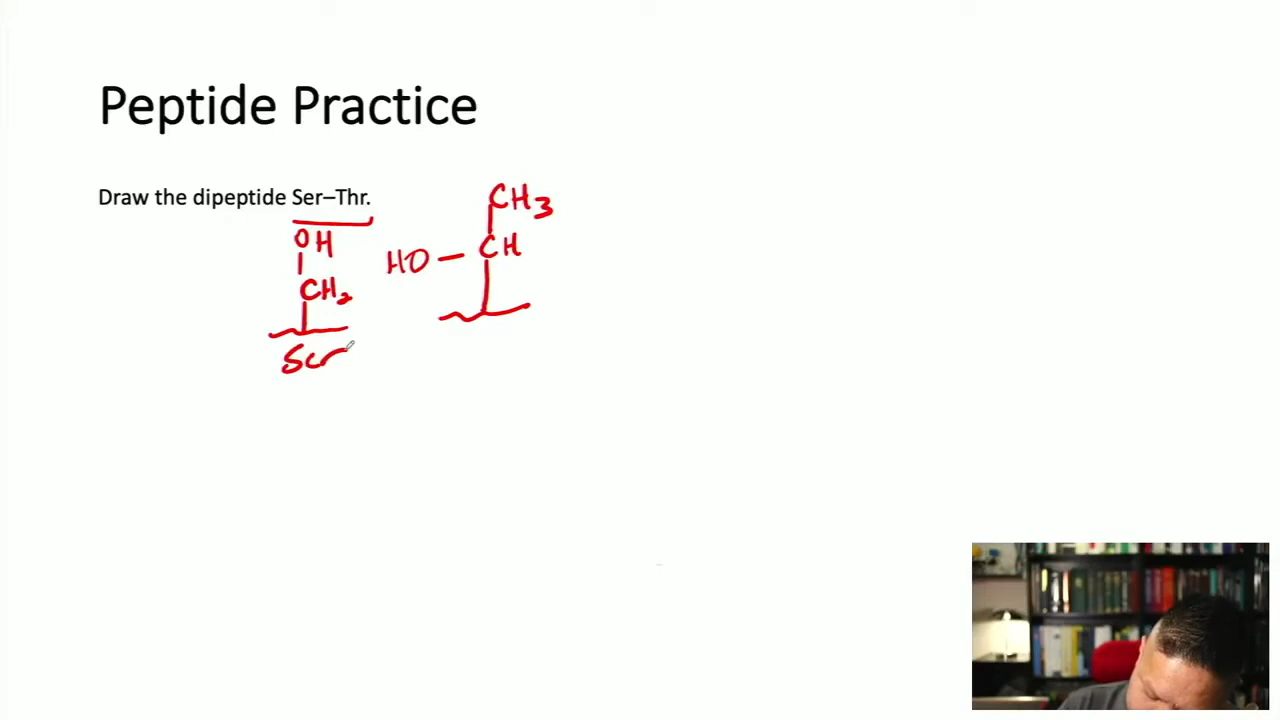 Peptide Practice
Draw the dipeptide Ser–Thr.
CH3
OH
HO – CH
CH2
Ser